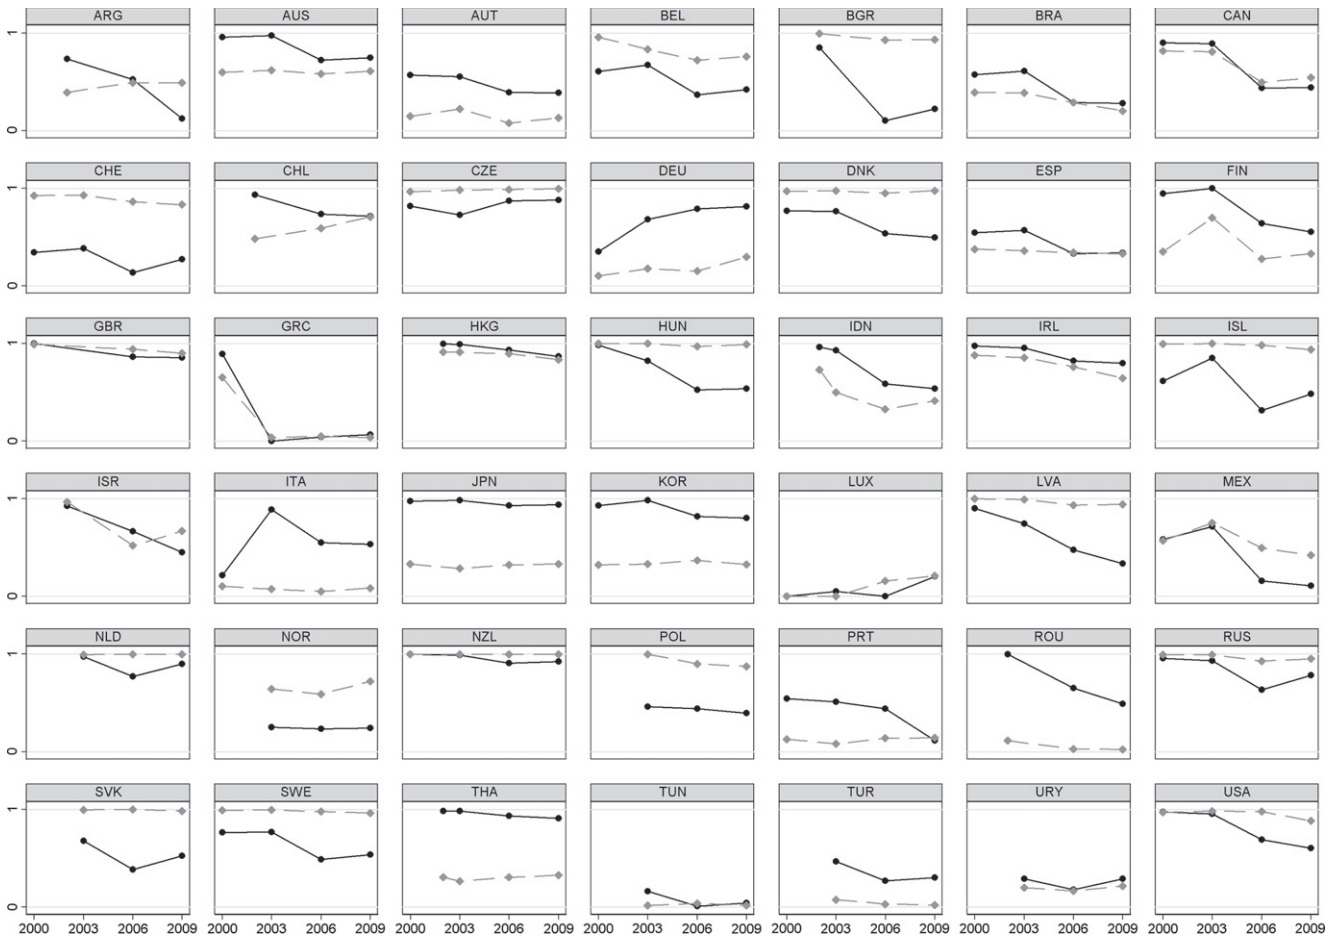 ARG AUS AUT BEL BGR BRA CAN
1
0
CHE CHL CZE DEU DNK ESP FIN
1
0
GBR GRC HKG HUN IDN IRL ISL
1
0
ISR ITA JPN KOR LUX LVA MEX
1
0
NLD NOR NZL POL PRT ROU RUS
1
0
SVK SWE THA TUN TUR URY USA
1
0
2000 2003 2006 2009 2000 2003 2006 2009 2000 2003 2006 2009 2000 2003 2006 2009 2000 2003 2006 2009 2000 2003 2006 2009 2000 2003 2006 2009